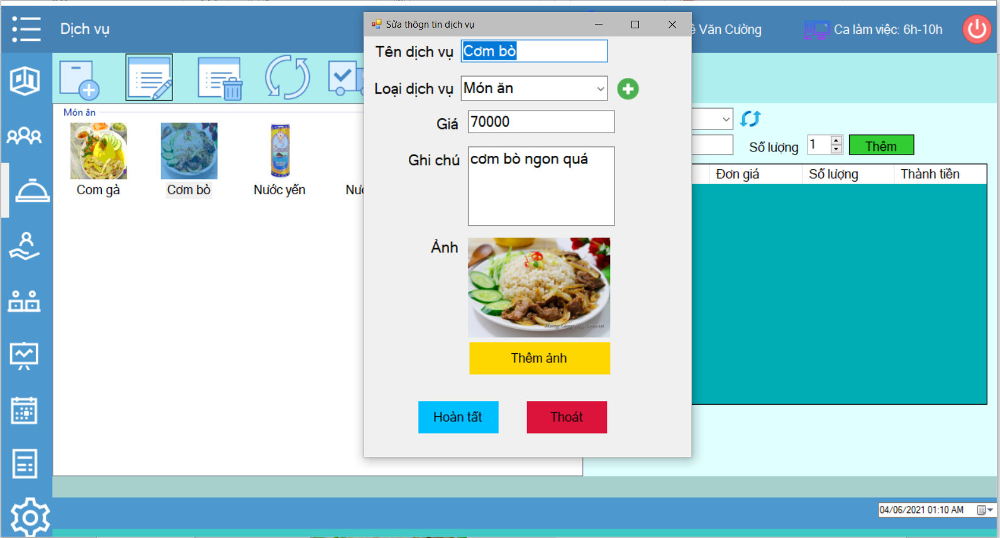 Dịch vụ
Văn Cường
Ca làm việc: 6h-10h
Sửa thôgn tin dịch vụ
Tên dịch vụ
Cơm bò
Loại dịch vụ
Món ăn
Giá
70000
Ghi chú
cơm bò ngon quá
Ảnh
Thêm ảnh
Hoàn tất
Thoát
Món ăn
Com gà
Cơm bò
Nước yến
Số lượng
1
Thêm
Đơn giá
Số lượng
Thành tiền
04/06/2021 01:10 AM